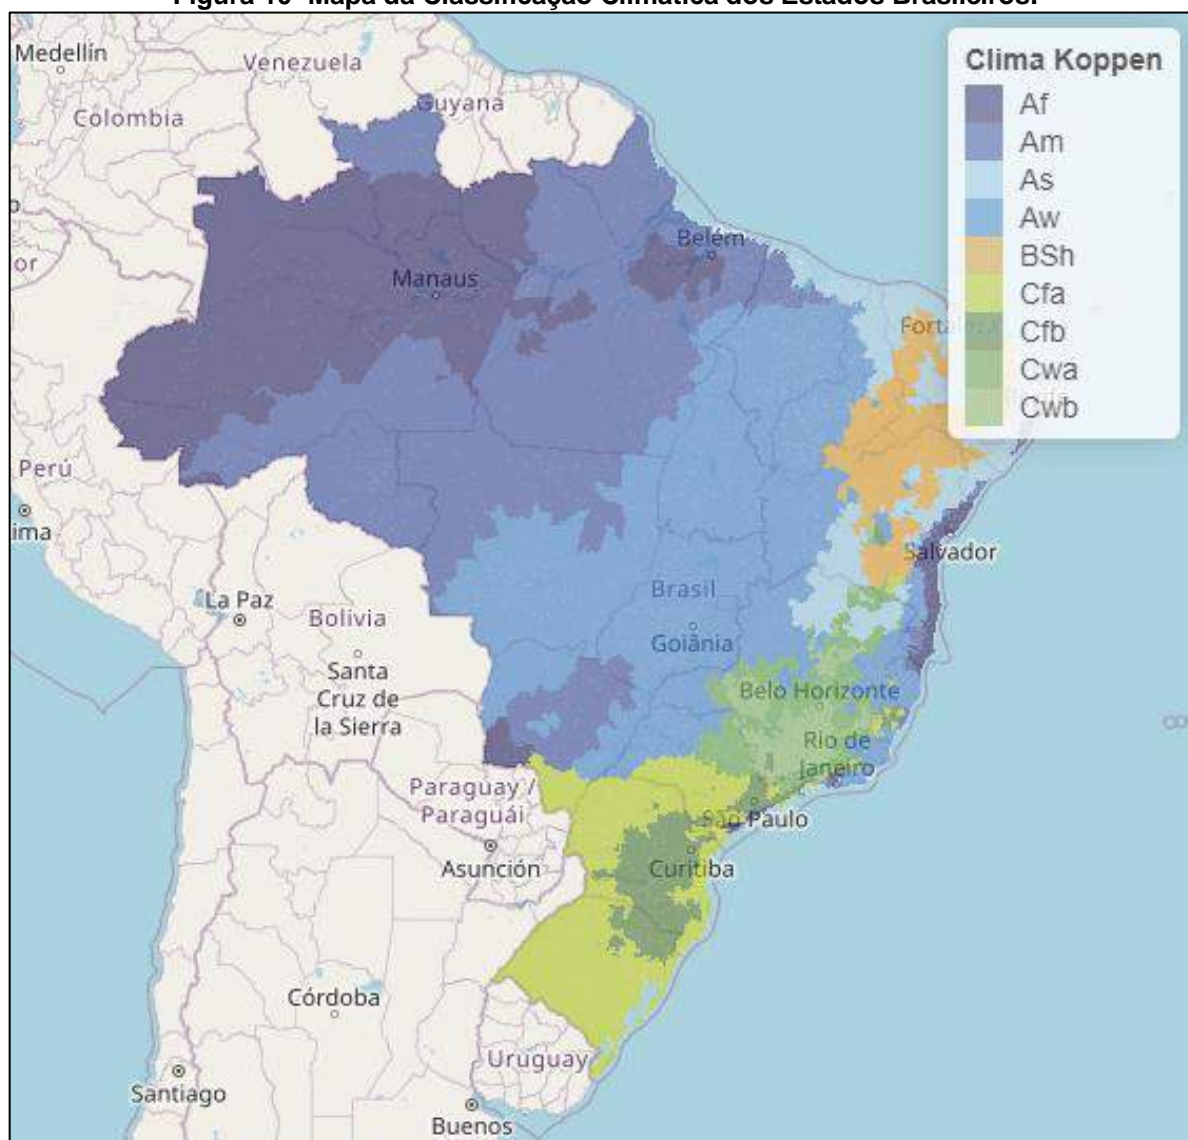 Figura 10- Mapa da Classificação Climática dos Estados Brasileiros.
Medellín
Venezuela
Guyana
Colombia
Clima Koppen
Af
Am
As
Aw
BSh
Cfa
Cfb
Cwa
Cwb
or
Belém
Manaus
Perú
ima
Salvador
La Paz
Bolivia
Brasil
Goiânia
Santa
Cruz de
la Sierra
Belo Horizonte
Rio de
Janeiro
Paraguay /
Paraguái
São Paulo
Asunción
Curitiba
Córdoba
Uruguay
Santiago
Buenos